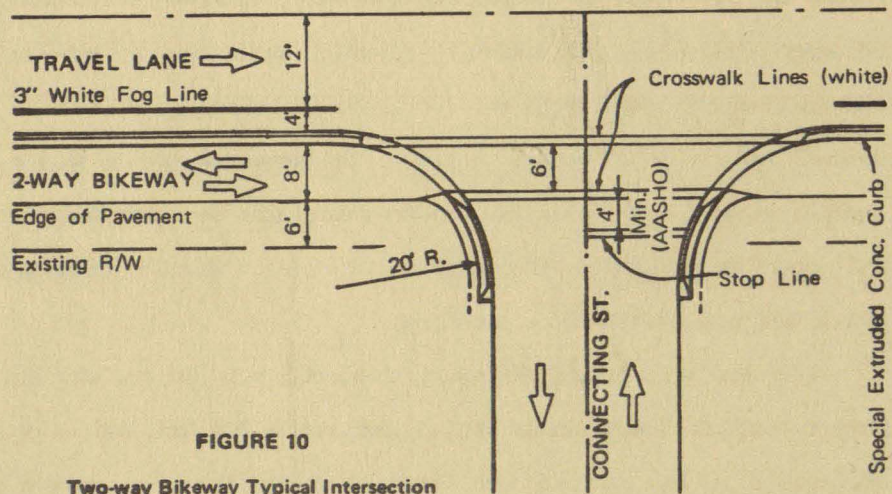 12'
TRAVEL LANE
3" White Fog Line
4'
Crosswalk Lines (white)
2-WAY BIKEWAY
8'
6'
Edge of Pavement
6'
4'
Min.
(AASHO)
Existing R/W
20' R.
Stop Line
CONNECTING ST.
Special Extruded Conc. Curb
FIGURE 10
Two-way Bikeway Typical Intersection